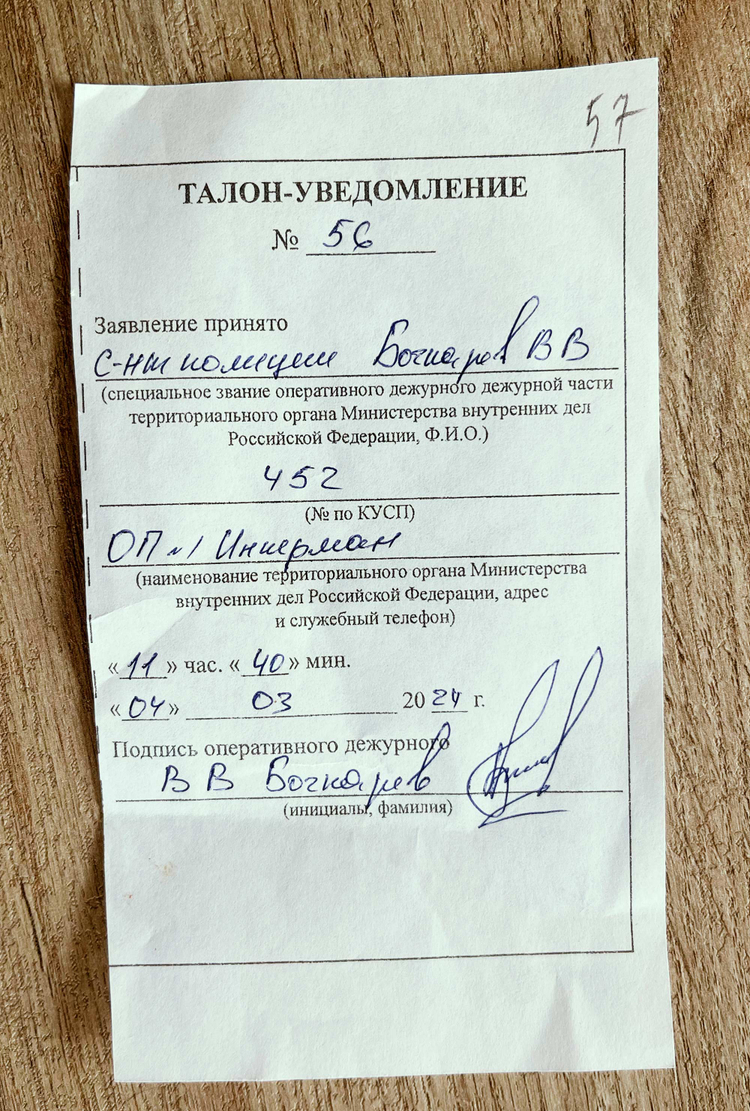 57
ТАЛОН-УВЕДОМЛЕНИЕ
№ 56
Заявление принято
с-нт полиции Бочкарев В В
(специальное звание оперативного дежурного дежурной части
территориального органа Министерства внутренних дел
Российской Федерации, Ф.И.О.)
452
(№ по КУСП)
ОП №1 Инкерман
(наименование территориального органа Министерства
внутренних дел Российской Федерации, адрес
и служебный телефон)
«11» час. «40» мин.
«04» 03 2024 г.
Подпись оперативного дежурного
В В Бочкарев
(инициалы, фамилия)